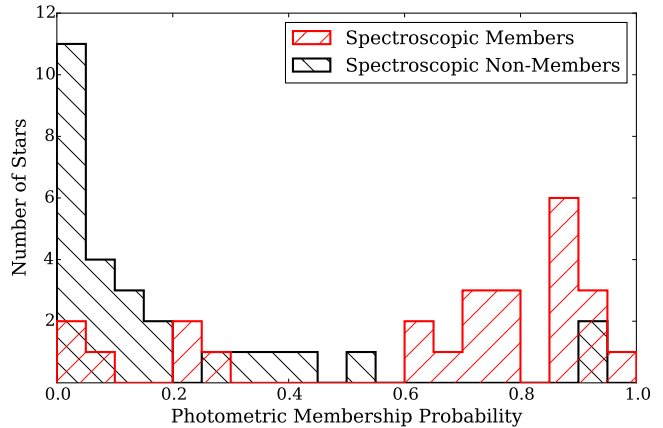 12
10
8
6
4
2
0
0.0 0.2 0.4 0.6 0.8 1.0
Number of Stars
Photometric Membership Probability
Spectroscopic Members
Spectroscopic Non-Members